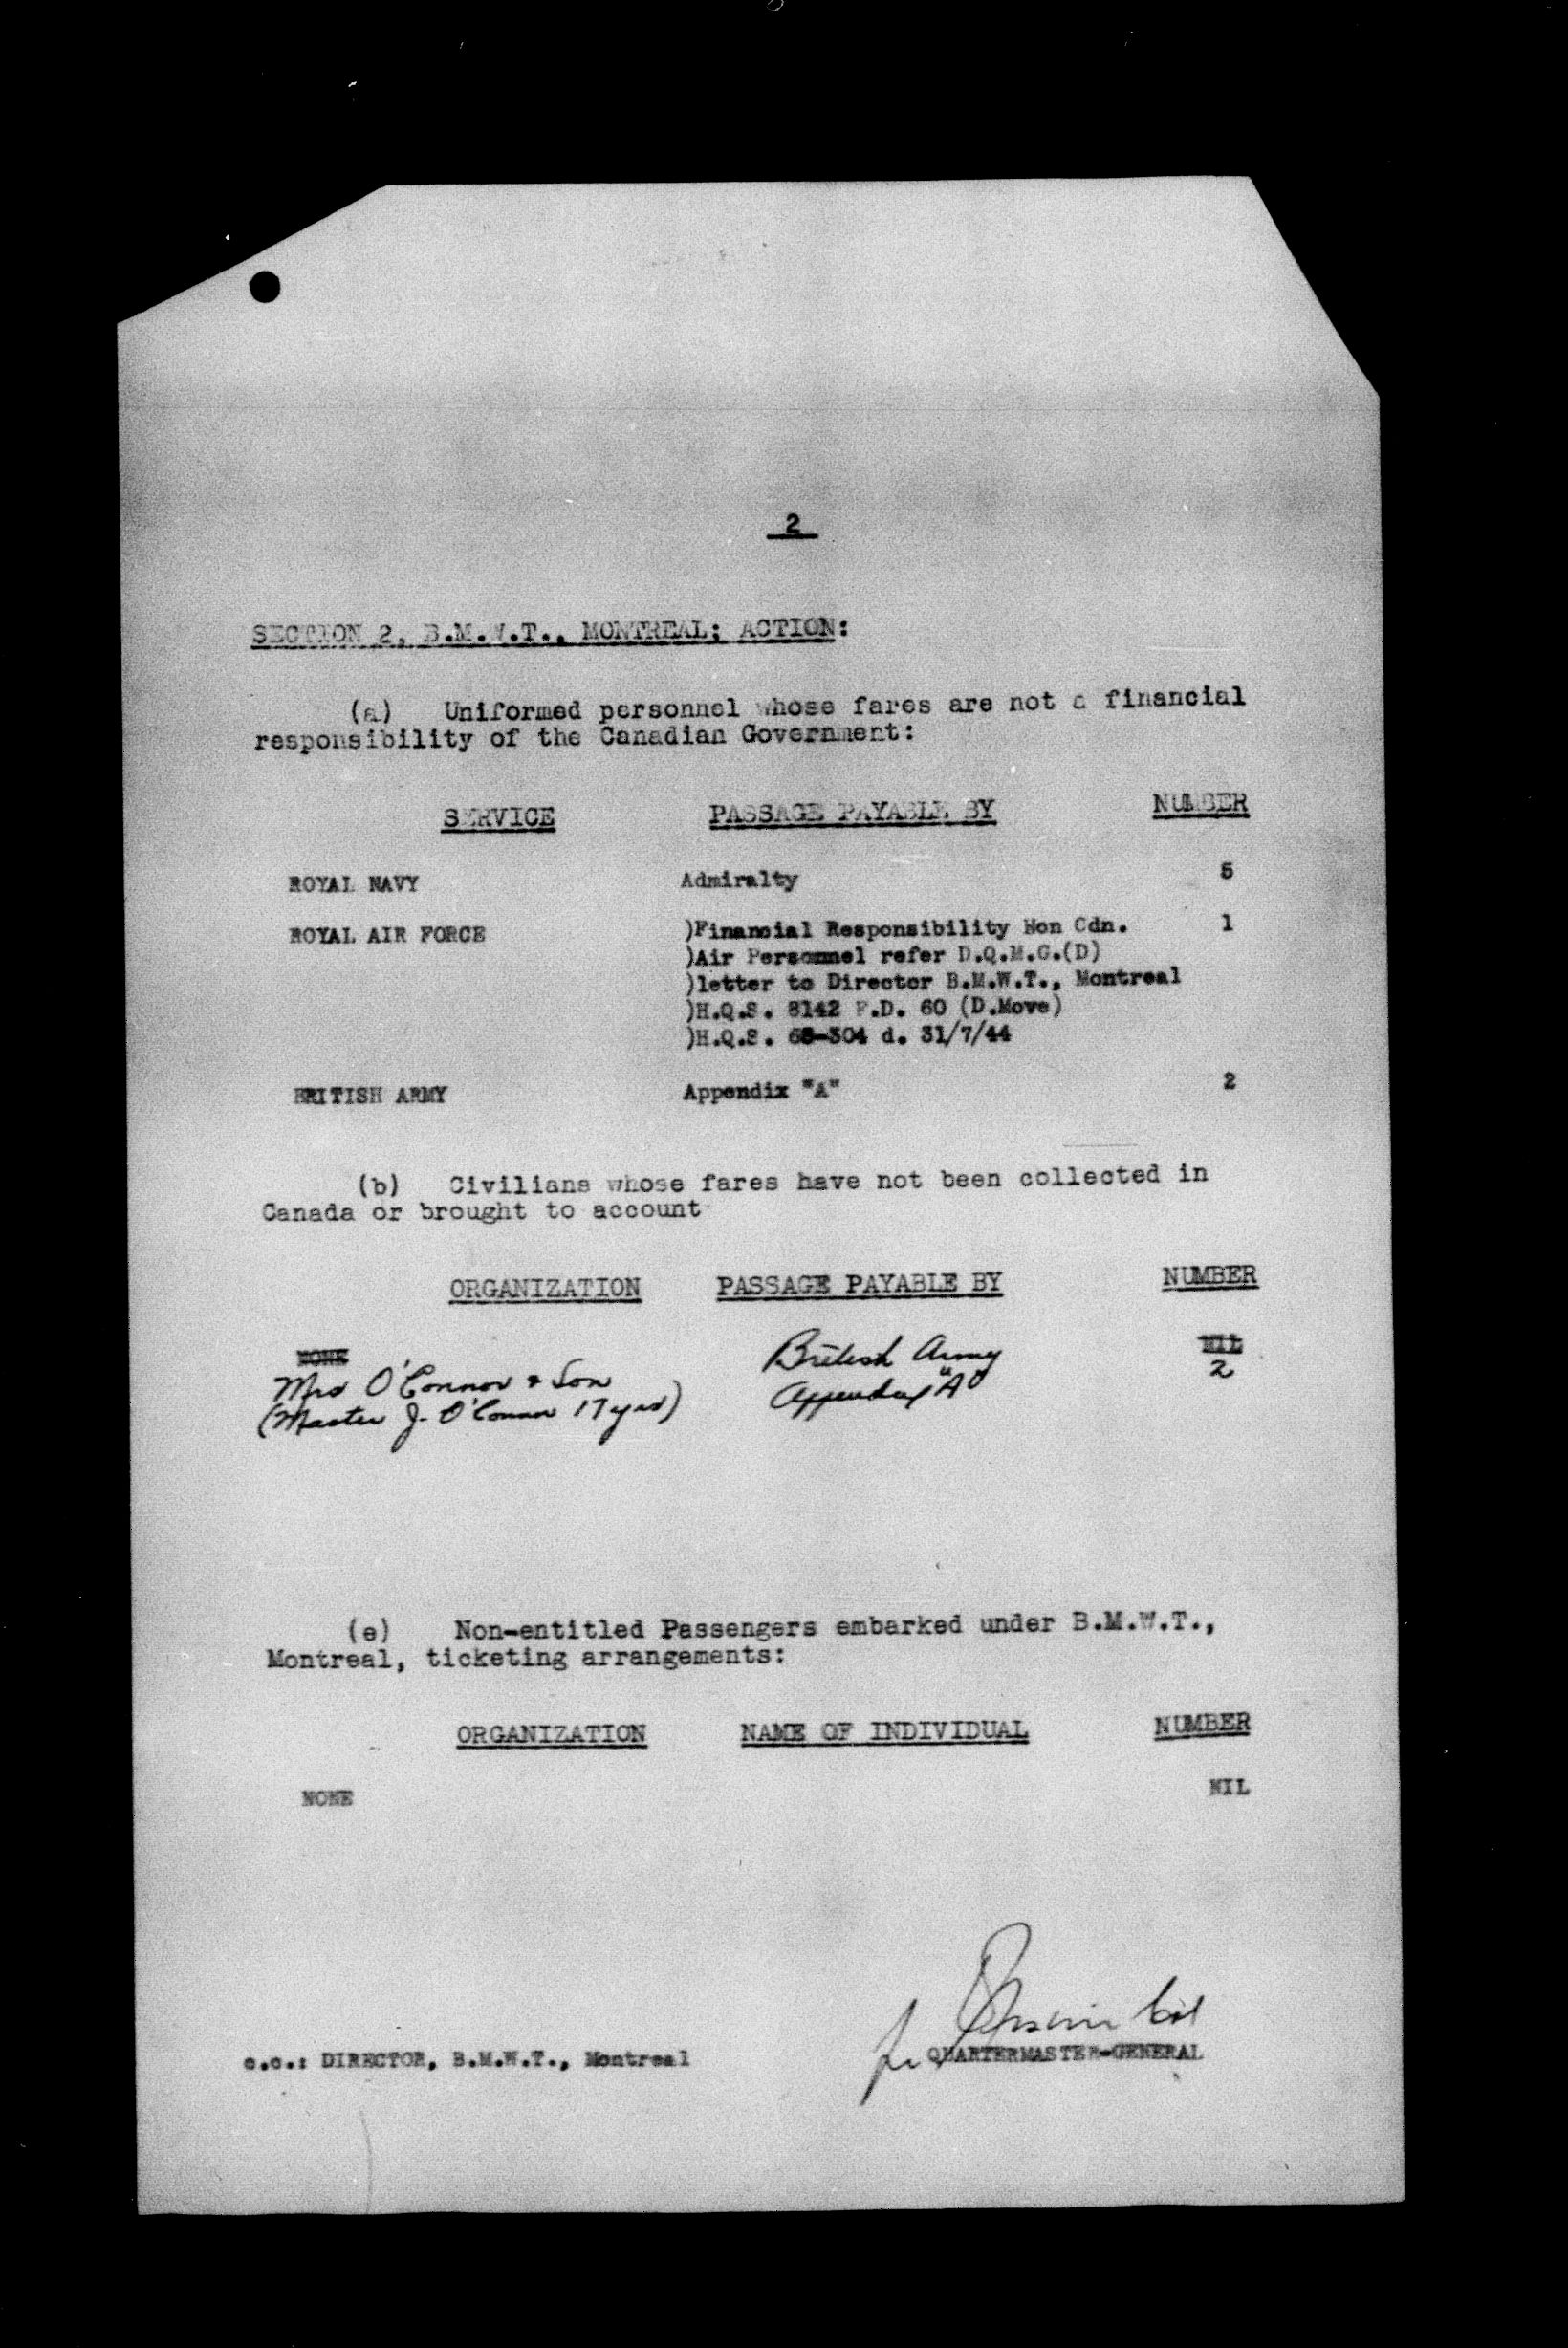 2
SECTION 2, B.M.W.T., MONTREAL; ACTION:
(a) Uniformed personnel whose fares are not a financial
responsibility of the Canadian Government:
SERVICE PASSAGE PAYABLE BY NUMBER
ROYAL NAVY Admiralty 5
ROYAL AIR FORCE )Financial Responsibility Non Cdn. 1
)Air Personnel refer D.Q.M.G.(D)
)letter to Director B.M.W.T., Montreal
)H.Q.S. 8142 F.D. 60 (D.Move)
)H.Q.S. 63-304 d. 31/7/44
BRITISH ARMY Appendix "A" 2
(b) Civilians whose fares have not been collected in
Canada or brought to account
ORGANIZATION PASSAGE PAYABLE BY NUMBER
NONE British Army NIL
Mrs O'Connor & Son Appendix "A" 2
(Master J. O'Connor 17 yrs)
(e) Non-entitled Passengers embarked under B.M.W.T.,
Montreal, ticketing arrangements:
ORGANIZATION NAME OF INDIVIDUAL NUMBER
NONE NIL
Col
c.c.: DIRECTOR, B.M.W.T., Montreal for QUARTERMASTER-GENERAL